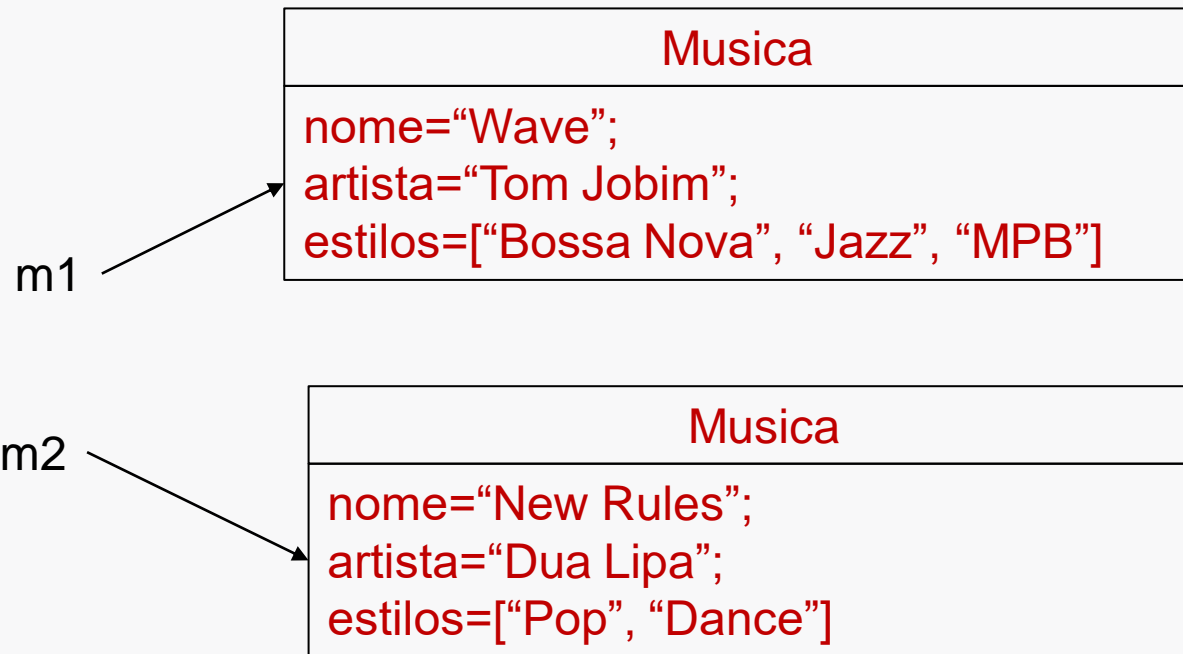 Musica
nome=“Wave”;
artista=“Tom Jobim”;
estilos=[“Bossa Nova”, “Jazz”, “MPB”]
m1
Musica
m2
nome=“New Rules”;
artista=“Dua Lipa”;
estilos=[“Pop”, “Dance”]